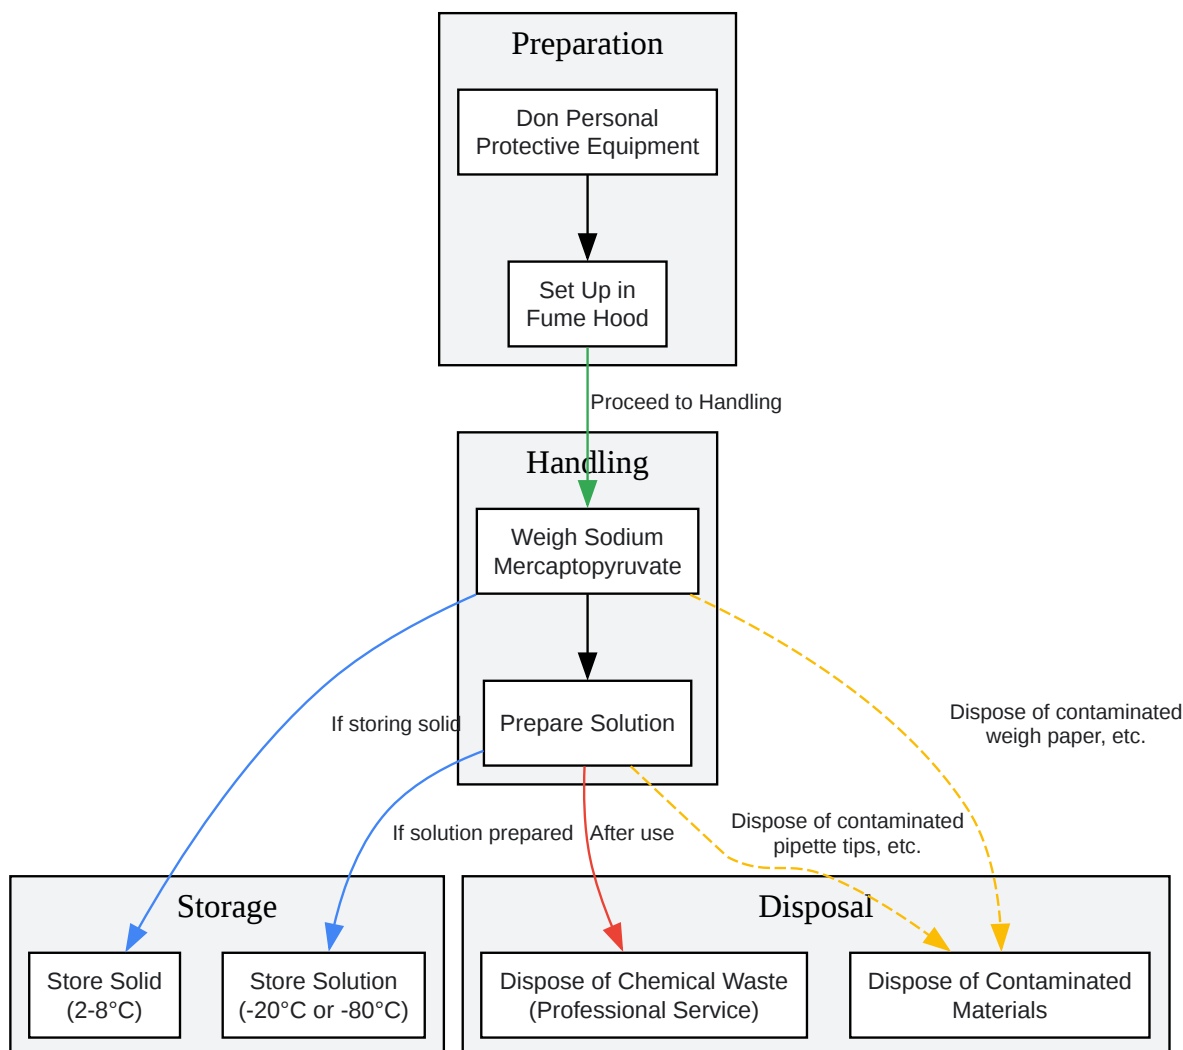 Preparation
Don Personal
Protective Equipment
Set Up in
Fume Hood
Proceed to Handling
Handling
Weigh Sodium
Mercaptopyruvate
If storing solid
Prepare Solution
Dispose of contaminated
weigh paper, etc.
If solution prepared
After use
Dispose of contaminated
pipette tips, etc.
Storage
Store Solid
(2-8°C)
Store Solution
(-20°C or -80°C)
Disposal
Dispose of Chemical Waste
(Professional Service)
Dispose of Contaminated
Materials